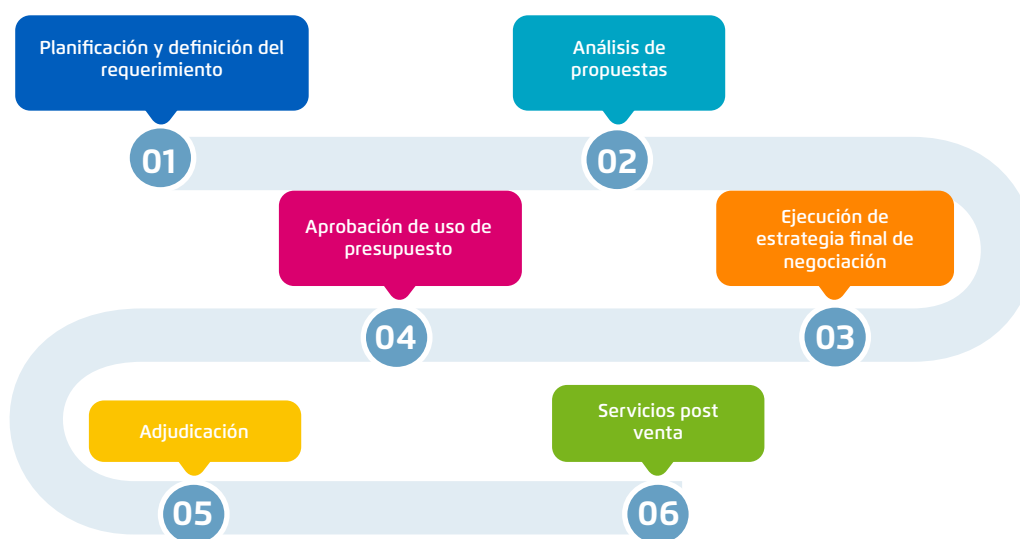 Planificación y definición del
requerimiento
01
Análisis de
propuestas
02
Ejecución de
estrategia final de
negociación
03
Aprobación de uso de
presupuesto
04
Adjudicación
05
Servicios post
venta
06